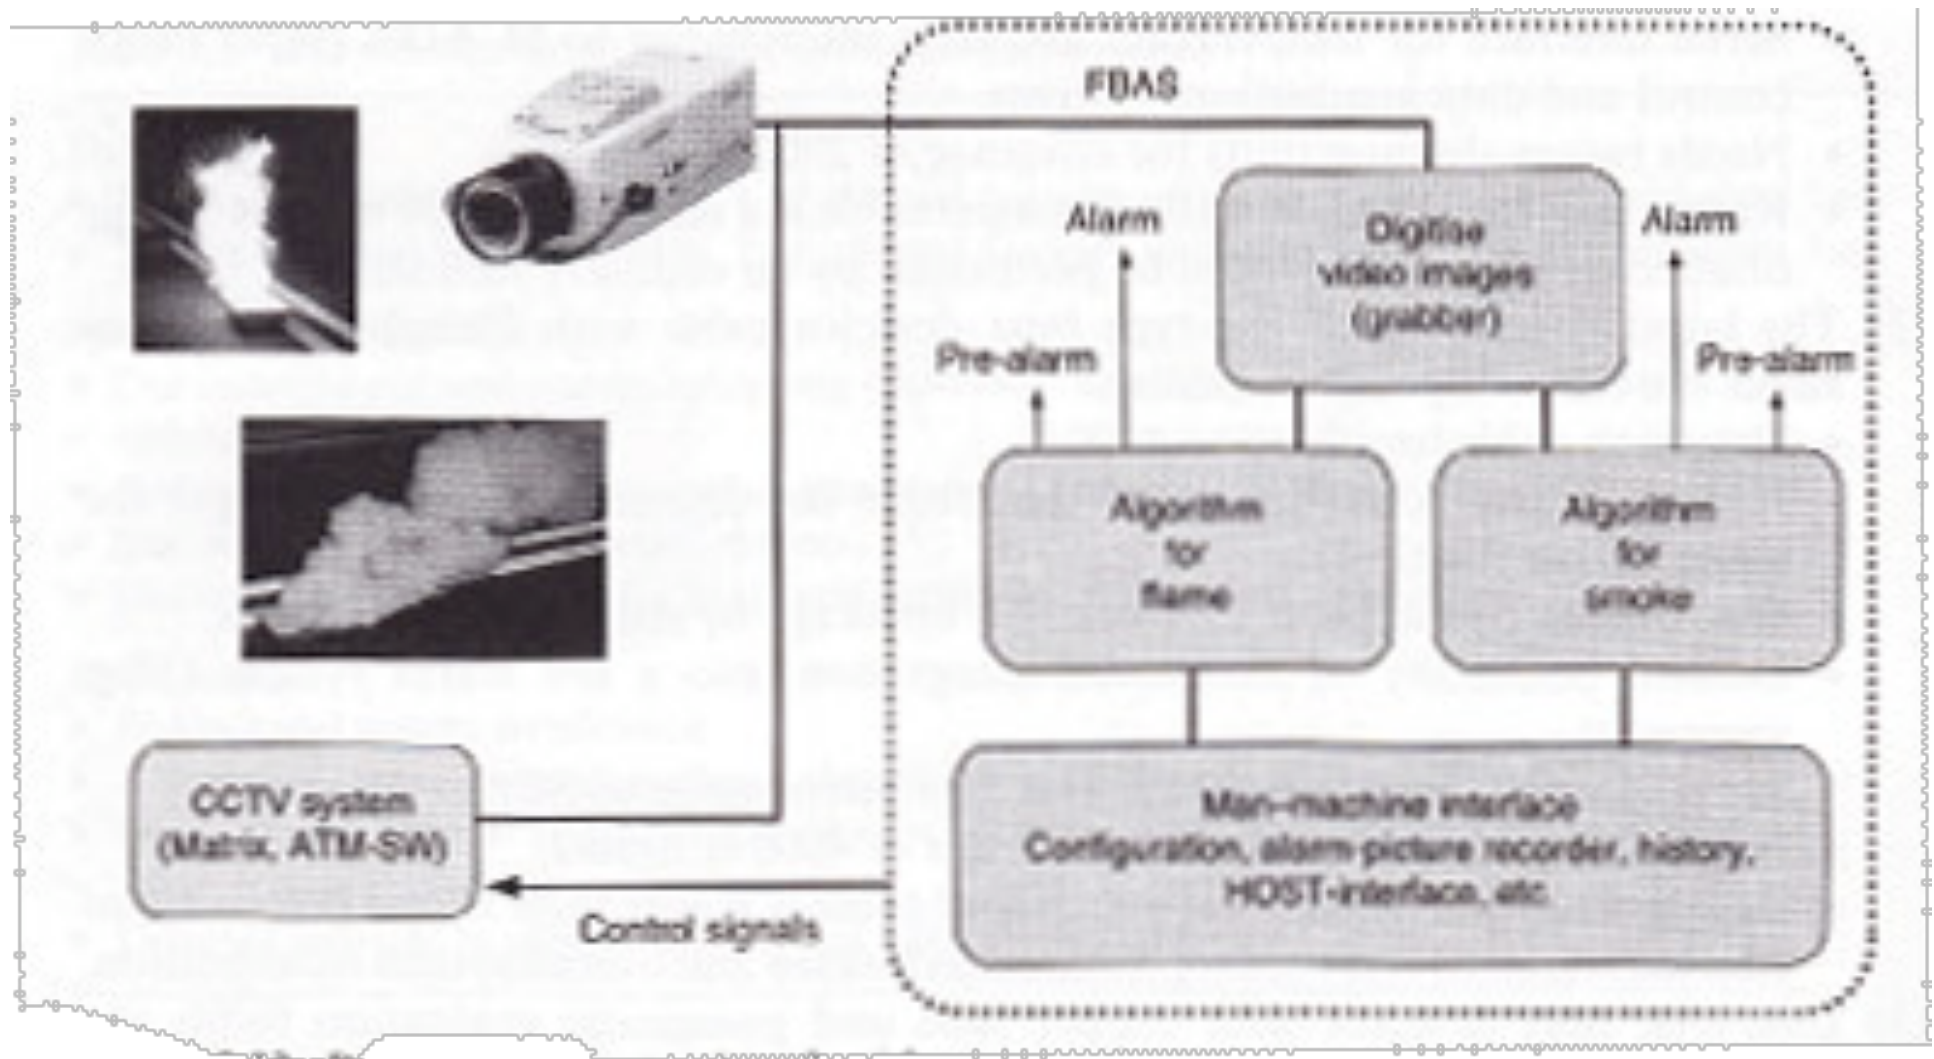 FBAS
Alarm
Alarm
Digitise
video images
(grabber)
Pre-alarm
Pre-alarm
Algorithm
for
flame
Algorithm
for
smoke
CCTV system
(Matrix, ATM-SW)
Man-machine interface
Configuration, alarm-picture recorder, history,
HOST-interface, etc.
Control signals